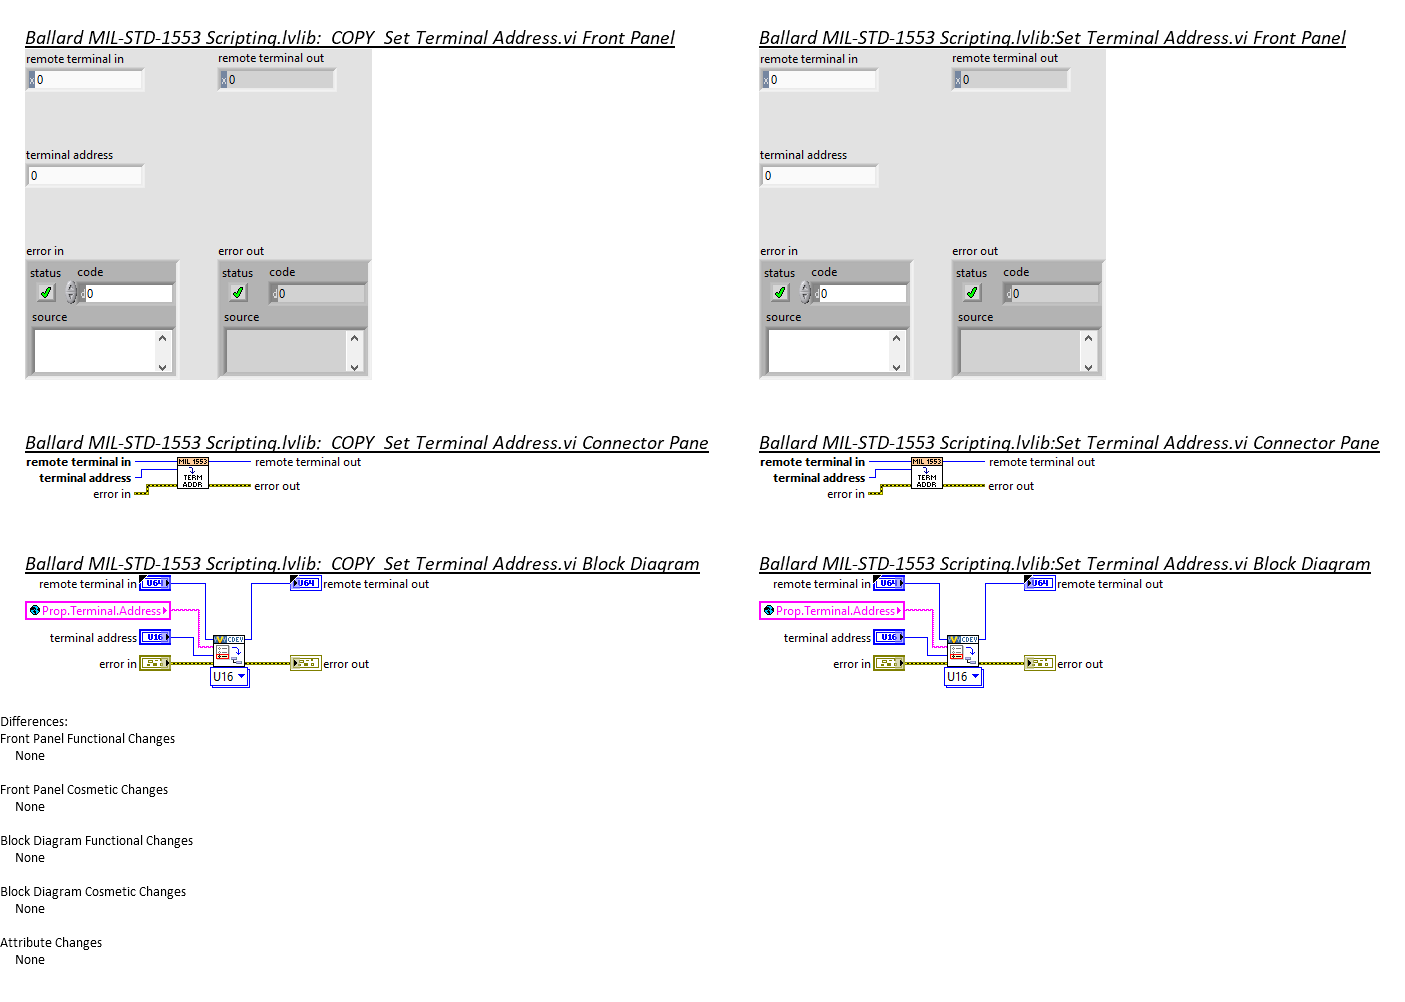 Ballard MIL-STD-1553 Scripting.lvlib:_COPY_Set Terminal Address.vi Front Panel
remote terminal in
remote terminal out
x 0
x 0
terminal address
0
error in
error out
status code
status code
d 0
d 0
source
source
Ballard MIL-STD-1553 Scripting.lvlib:Set Terminal Address.vi Front Panel
remote terminal in
remote terminal out
x 0
x 0
terminal address
0
error in
error out
status code
status code
d 0
d 0
source
source
Ballard MIL-STD-1553 Scripting.lvlib:_COPY_Set Terminal Address.vi Connector Pane
remote terminal in
terminal address
error in
MIL 1553
TERM
ADDR
remote terminal out
error out
Ballard MIL-STD-1553 Scripting.lvlib:Set Terminal Address.vi Connector Pane
remote terminal in
terminal address
error in
MIL 1553
TERM
ADDR
remote terminal out
error out
Ballard MIL-STD-1553 Scripting.lvlib:_COPY_Set Terminal Address.vi Block Diagram
remote terminal in U64
U64 remote terminal out
Prop.Terminal.Address
terminal address U16
CDEV
error in
error out
U16
Ballard MIL-STD-1553 Scripting.lvlib:Set Terminal Address.vi Block Diagram
remote terminal in U64
U64 remote terminal out
Prop.Terminal.Address
terminal address U16
CDEV
error in
error out
U16
Differences:
Front Panel Functional Changes
None
Front Panel Cosmetic Changes
None
Block Diagram Functional Changes
None
Block Diagram Cosmetic Changes
None
Attribute Changes
None